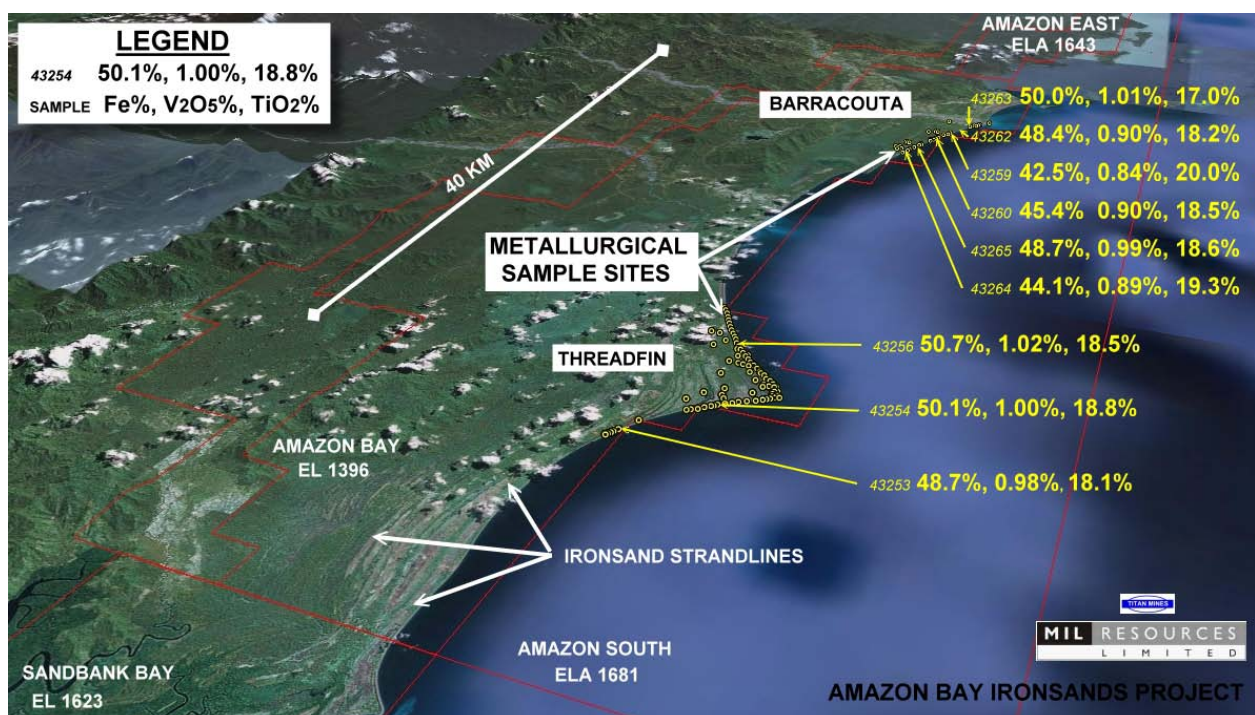 LEGEND
43254 50.1%, 1.00%, 18.8%
SAMPLE Fe%, V2O5%, TiO2%
AMAZON EAST
ELA 1643
BARRACOUTA
43263 50.0%, 1.01%, 17.0%
43262 48.4%, 0.90%, 18.2%
43259 42.5%, 0.84%, 20.0%
43260 45.4% 0.90%, 18.5%
43265 48.7%, 0.99%, 18.6%
43264 44.1%, 0.89%, 19.3%
40 KM
METALLURGICAL
SAMPLE SITES
43256 50.7%, 1.02%, 18.5%
THREADFIN
43254 50.1%, 1.00%, 18.8%
AMAZON BAY
EL 1396
43253 48.7%, 0.98%, 18.1%
IRONSAND STRANDLINES
TITAN MINES
MIL RESOURCES
LIMITED
AMAZON SOUTH
ELA 1681
SANDBANK BAY
EL 1623
AMAZON BAY IRONSANDS PROJECT